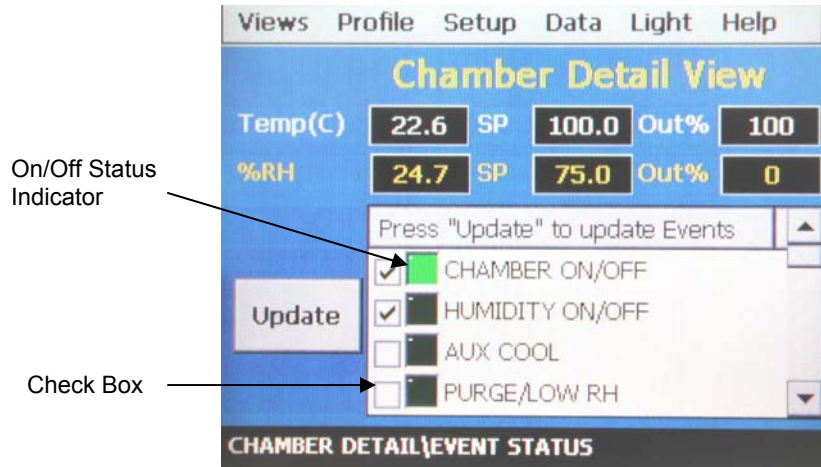 Views Profile Setup Data Light Help
Chamber Detail View
Temp(C) 22.6 SP 100.0 Out% 100
%RH 24.7 SP 75.0 Out% 0
On/Off Status
Indicator
Press "Update" to update Events
CHAMBER ON/OFF
Update
HUMIDITY ON/OFF
AUX COOL
Check Box
PURGE/LOW RH
CHAMBER DETAIL\EVENT STATUS